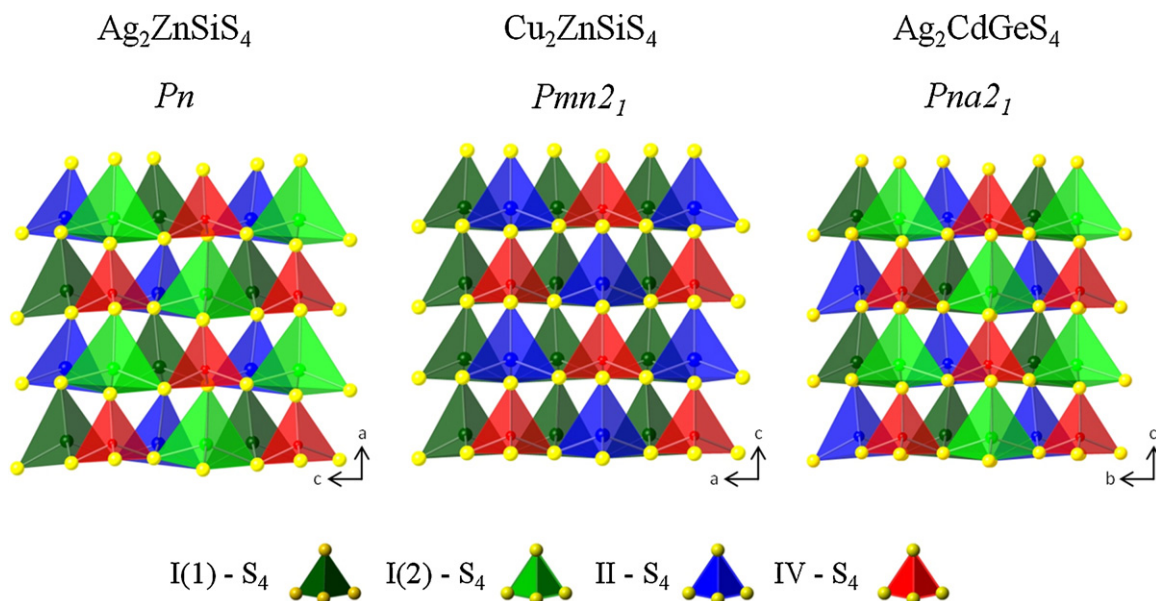 Ag₂ZnSiS₄ Cu₂ZnSiS₄ Ag₂CdGeS₄
Pn Pmn2₁ Pna2₁
a c c
c a b
I(1) - S₄ I(2) - S₄ II - S₄ IV - S₄